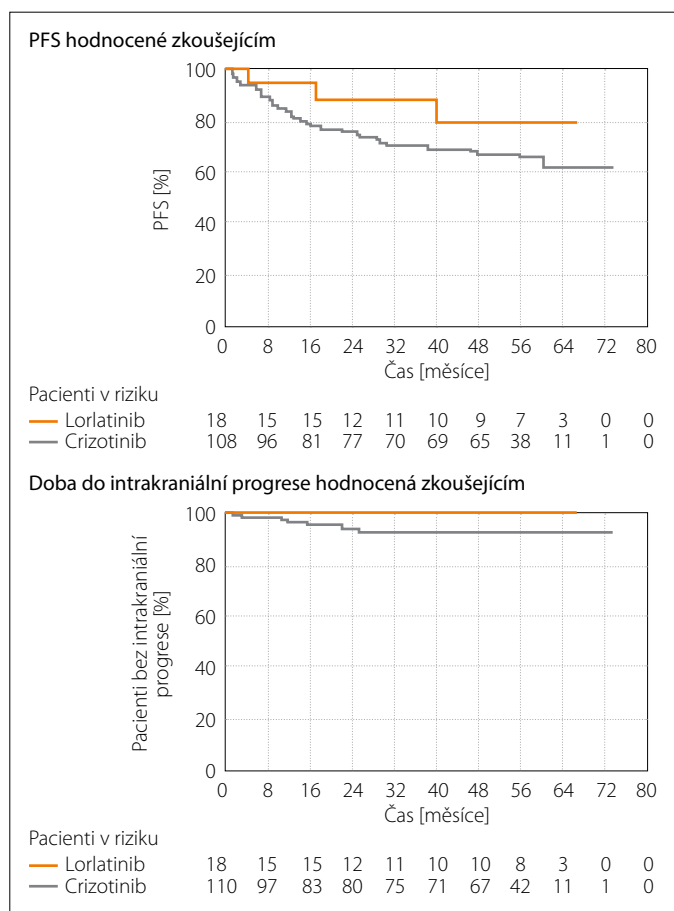 PFS hodnocené zkoušejícím
100
80
60
40
20
0
PFS [%]
0 8 16 24 32 40 48 56 64 72 80
Čas [měsíce]
Pacienti v riziku
Lorlatinib 18 15 15 12 11 10 9 7 3 0 0
Crizotinib 108 96 81 77 70 69 65 38 11 1 0
Doba do intrakraniální progrese hodnocená zkoušejícím
100
80
60
40
20
0
Pacienti bez intrakraniální
progrese [%]
0 8 16 24 32 40 48 56 64 72 80
Čas [měsíce]
Pacienti v riziku
Lorlatinib 18 15 15 12 11 10 10 8 3 0 0
Crizotinib 110 97 83 80 75 71 67 42 11 1 0